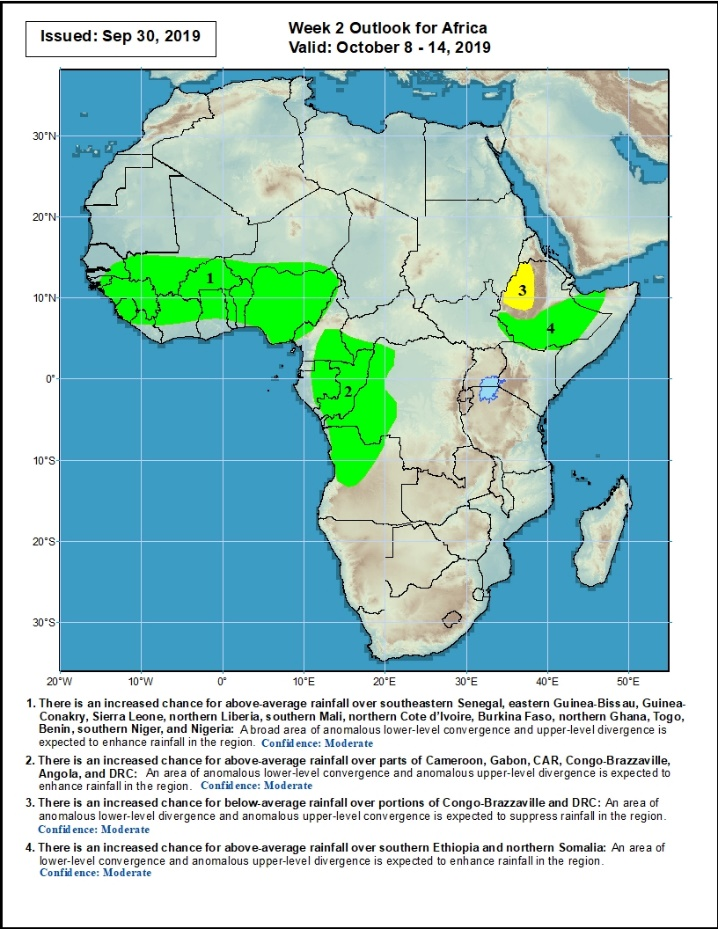 Issued: Sep 30, 2019
Week 2 Outlook for Africa
Valid: October 8 - 14, 2019
30°N
20°N
10°N
0°
10°S
20°S
30°S
1
2
3
4
20°W
10°W
0°
10°E
20°E
30°E
40°E
50°E
1. There is an increased chance for above-average rainfall over southeastern Senegal, eastern Guinea-Bissau, Guinea-
Conakry, Sierra Leone, northern Liberia, southern Mali, northern Cote d'Ivoire, Burkina Faso, northern Ghana, Togo,
Benin, southern Niger, and Nigeria: A broad area of anomalous lower-level convergence and upper-level divergence is
expected to enhance rainfall in the region. Confidence: Moderate
2. There is an increased chance for above-average rainfall over parts of Cameroon, Gabon, CAR, Congo-Brazzaville,
Angola, and DRC: An area of anomalous lower-level convergence and anomalous upper-level divergence is expected to
enhance rainfall in the region. Confidence: Moderate
3. There is an increased chance for below-average rainfall over portions of Congo-Brazzaville and DRC: An area of
anomalous lower-level divergence and anomalous upper-level convergence is expected to suppress rainfall in the region.
Confidence: Moderate
4. There is an increased chance for above-average rainfall over southern Ethiopia and northern Somalia: An area of
lower-level convergence and anomalous upper-level divergence is expected to enhance rainfall in the region.
Confidence: Moderate